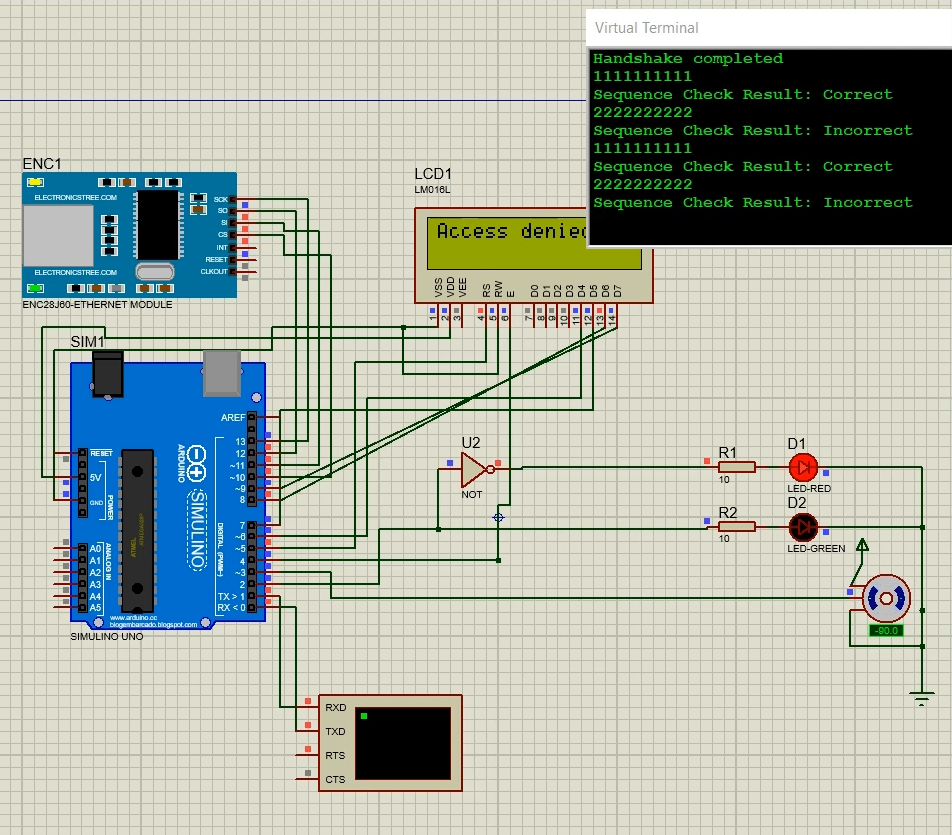 Virtual Terminal
Handshake completed
1111111111
Sequence Check Result: Correct
2222222222
Sequence Check Result: Incorrect
1111111111
Sequence Check Result: Correct
2222222222
Sequence Check Result: Incorrect
ENC1
ELECTRONICSTREE.COM
SCK
SO
SI
CS
INT
RESET
CLKOUT
ELECTRONICSTREE.COM
ENC28J60-ETHERNET MODULE
LCD1
LM016L
Access denied
VSS
VDD
VEE
RS
RW
E
D0
D1
D2
D3
D4
D5
D6
D7
1
2
3
4
5
6
7
8
9
10
11
12
13
14
SIM1
AREF
13
12
~11
~10
~9
8
7
~6
~5
4
~3
2
TX > 1
RX < 0
RESET
5V
GND
POWER
A0
A1
A2
A3
A4
A5
ANALOG IN
ARDUINO
SIMULINO
DIGITAL (PWM~)
ATMEL
www.arduino.cc
blogembarcado.blogspot.com
SIMULINO UNO
U2
NOT
R1
10
D1
LED-RED
R2
10
D2
LED-GREEN
-90.0
RXD
TXD
RTS
CTS